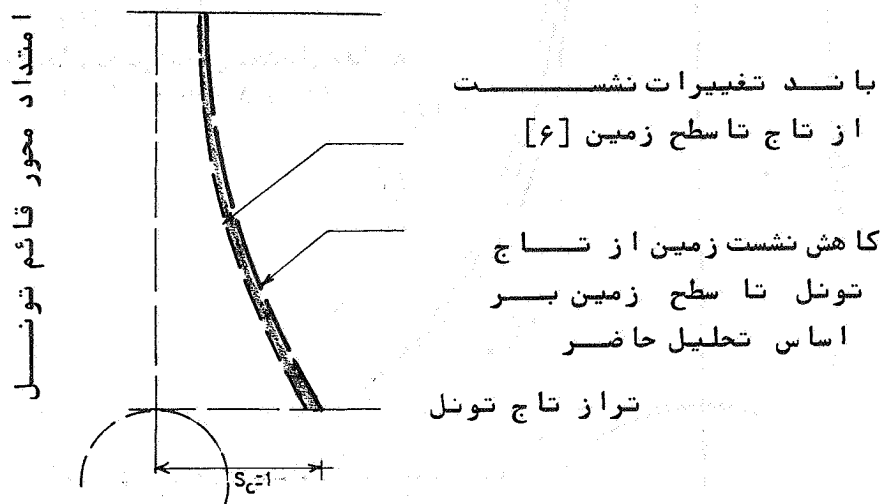 امتداد محور قائم تونل
باند تغییرات نشست
از تاج تا سطح زمین [۶]
کاهش نشست زمین از تاج
تونل تا سطح زمین بر
اساس تحلیل حاضر
تراز تاج تونل
Sc=1